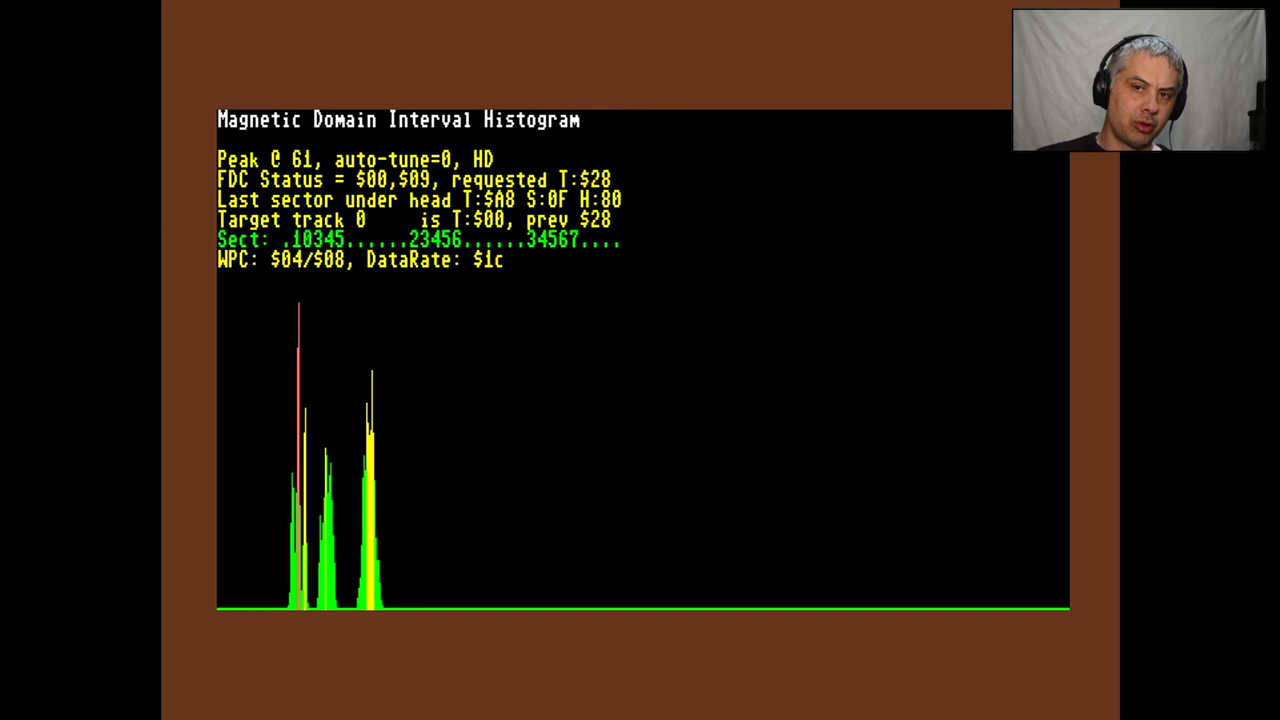 Magnetic Domain Interval Histogram
Peak @ 61, auto-tune=0, HD
FDC Status = $00,$09, requested T:$28
Last sector under head T:$A8 S:0F H:80
Target track 0     is T:$00, prev $28
Sect: .10345......23456......34567....
WPC: $04/$08, DataRate: $1c